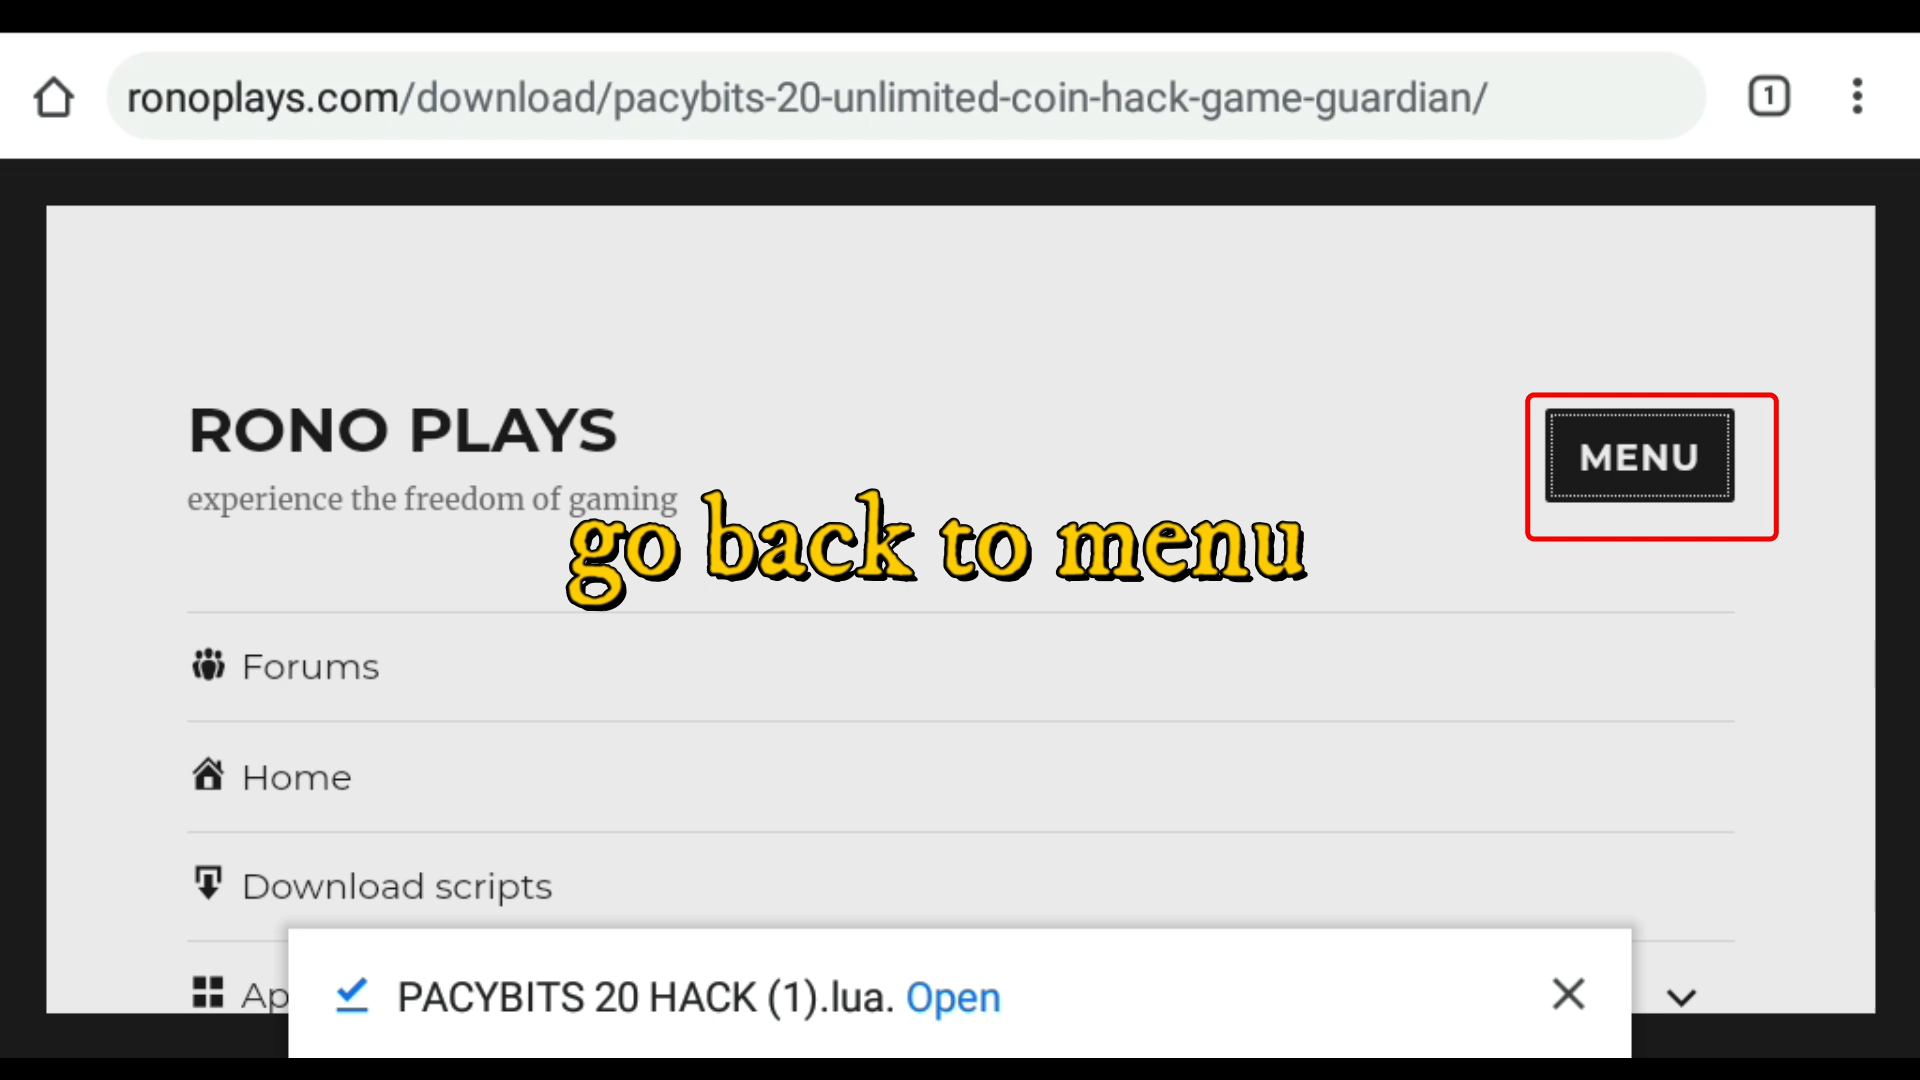 ronoplays.com/download/pacybits-20-unlimited-coin-hack-game-guardian/
1
RONO PLAYS
MENU
experience the freedom of gaming
go back to menu
Forums
Home
Download scripts
Ap
PACYBITS 20 HACK (1).lua. Open